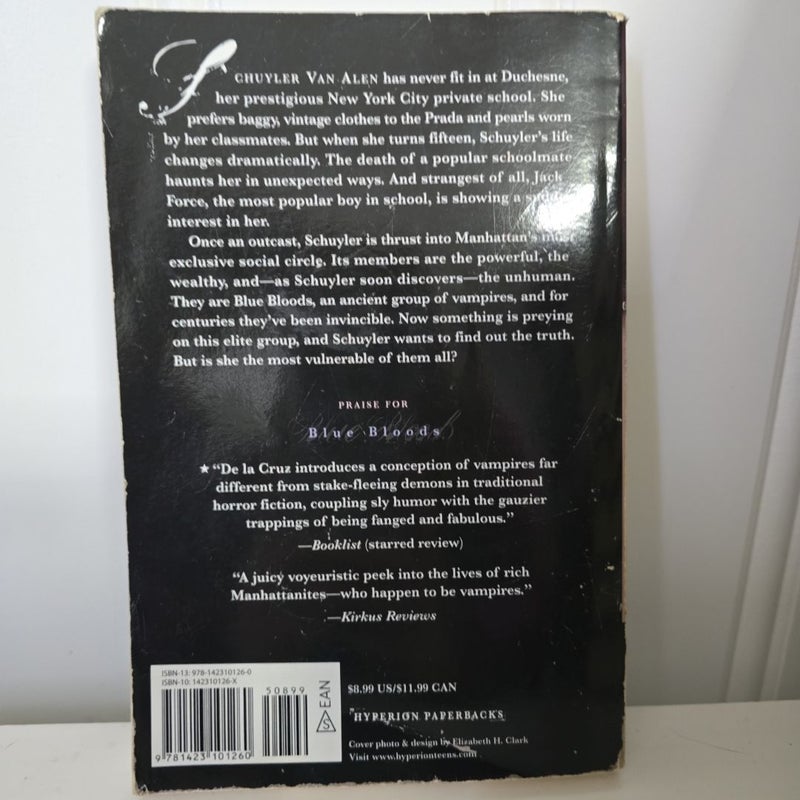 SCHUYLER VAN ALEN has never fit in at Duchesne,
her prestigious New York City private school. She
prefers baggy, vintage clothes to the Prada and pearls worn
by her classmates. But when she turns fifteen, Schuyler's life
changes dramatically. The death of a popular schoolmate
haunts her in unexpected ways. And strangest of all, Jack
Force, the most popular boy in school, is showing a sudden
interest in her.
Once an outcast, Schuyler is thrust into Manhattan's most
exclusive social circle. Its members are the powerful, the
wealthy, and—as Schuyler soon discovers—the unhuman.
They are Blue Bloods, an ancient group of vampires, and for
centuries they've been invincible. Now something is preying
on this elite group, and Schuyler wants to find out the truth.
But is she the most vulnerable of them all?
PRAISE FOR
Blue Bloods
★ “De la Cruz introduces a conception of vampires far
different from stake-fleeing demons in traditional
horror fiction, coupling sly humor with the gauzier
trappings of being fanged and fabulous.”
—Booklist (starred review)
“A juicy voyeuristic peek into the lives of rich
Manhattanites—who happen to be vampires.”
—Kirkus Reviews
ISBN-13: 978-142310126-0
ISBN-10: 142310126-X
50899
EAN
S
9 781423 101260
$8.99 US/$11.99 CAN
HYPERION PAPERBACKS
Cover photo & design by Elizabeth H. Clark
Visit www.hyperionteens.com